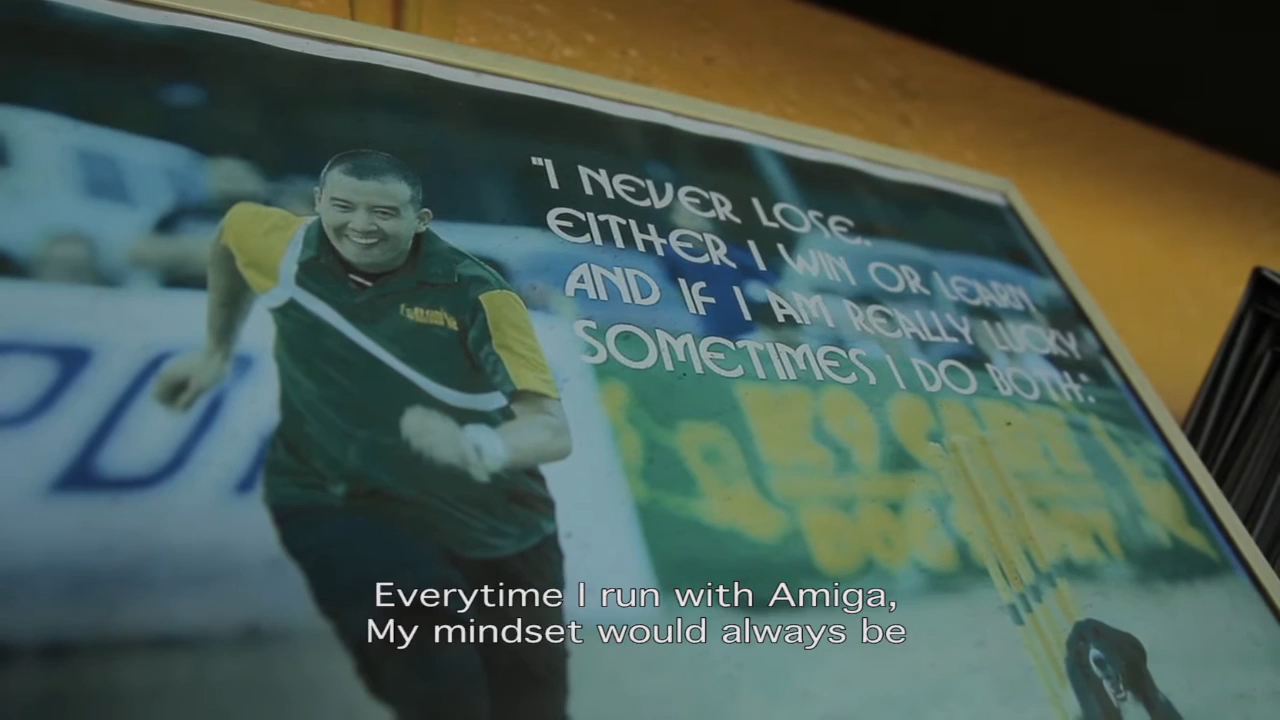 "I NEVER LOSE.
EITHER I WIN OR LEARN
AND IF I AM REALLY LUCKY
SOMETIMES I DO BOTH".
Everytime I run with Amiga,
My mindset would always be